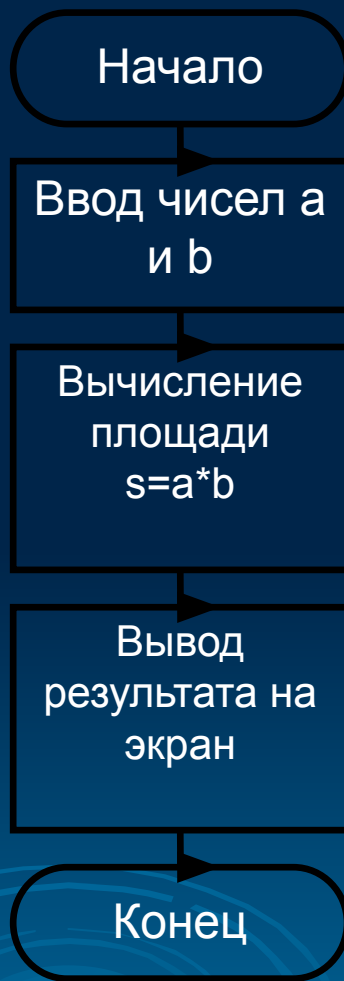 Начало
Ввод чисел a
и b
Вычисление
площади
s=a*b
Вывод
результата на
экран
Конец